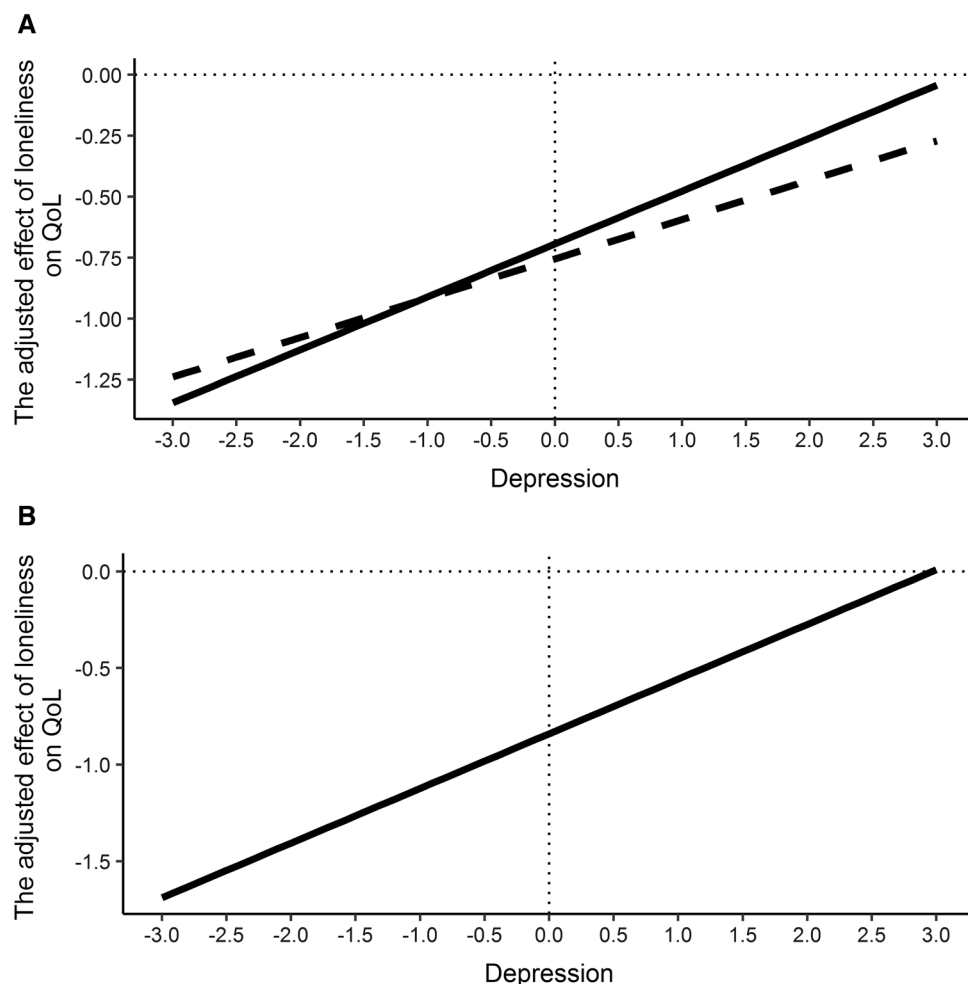 A
The adjusted effect of loneliness
on QoL
0.00
-0.25
-0.50
-0.75
-1.00
-1.25
-3.0 -2.5 -2.0 -1.5 -1.0 -0.5 0.0 0.5 1.0 1.5 2.0 2.5 3.0
Depression
B
The adjusted effect of loneliness
on QoL
0.0
-0.5
-1.0
-1.5
-3.0 -2.5 -2.0 -1.5 -1.0 -0.5 0.0 0.5 1.0 1.5 2.0 2.5 3.0
Depression